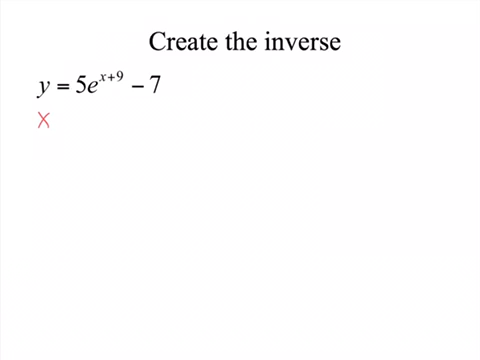 Create the inverse
y = 5e^{x+9} − 7
x